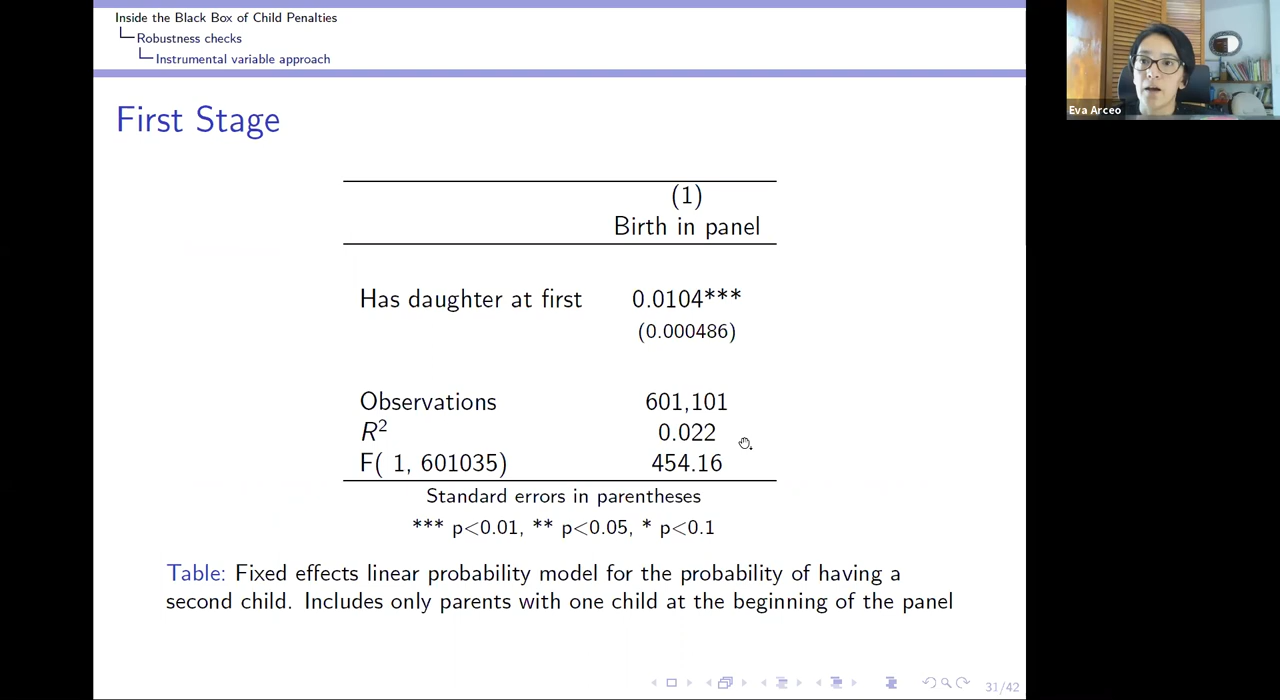 Inside the Black Box of Child Penalties
Robustness checks
Instrumental variable approach
Eva Arceo
First Stage
(1)
Birth in panel
Has daughter at first 0.0104***
(0.000486)
Observations 601,101
R² 0.022
F( 1, 601035) 454.16
Standard errors in parentheses
*** p<0.01, ** p<0.05, * p<0.1
Table: Fixed effects linear probability model for the probability of having a
second child. Includes only parents with one child at the beginning of the panel
31/42